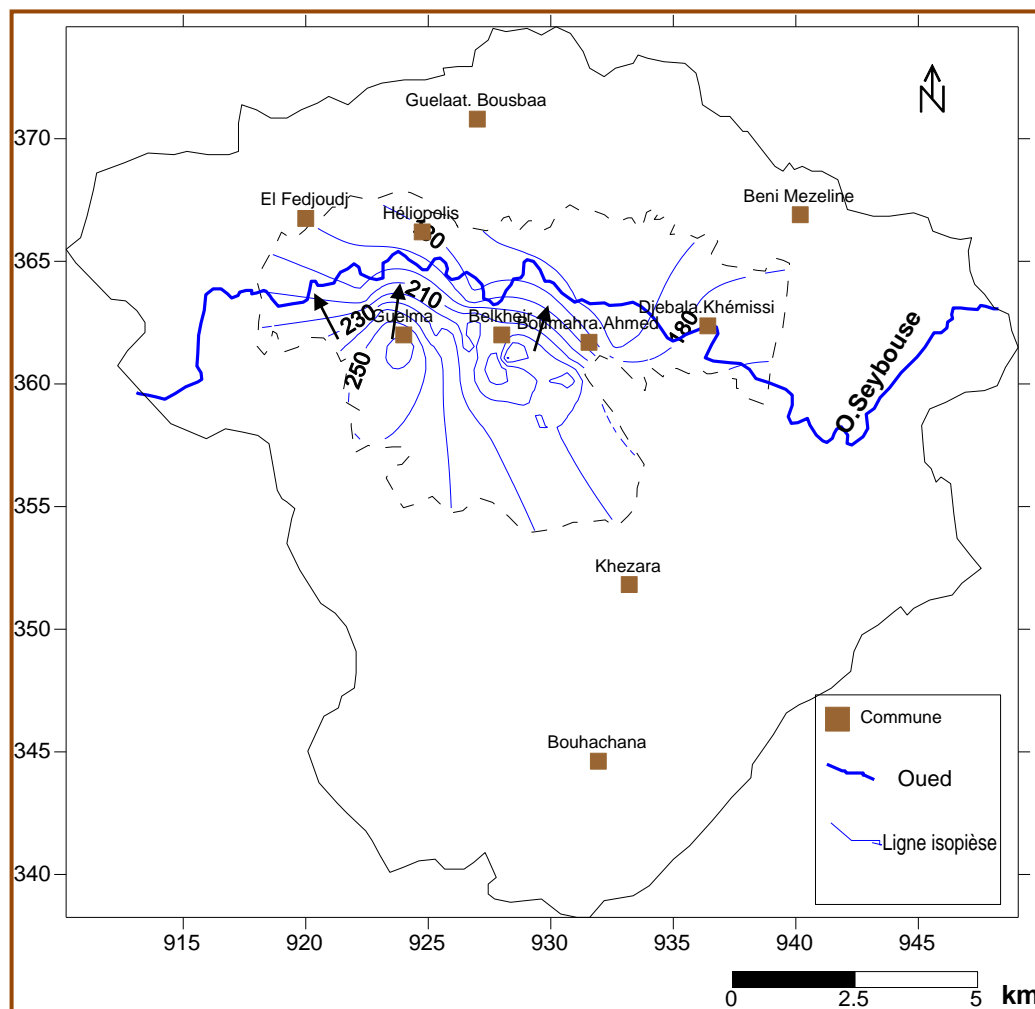 N
Guelaat. Bousbaa
370
El Fedjoudj
Héliopolis
Beni Mezeline
365
210
230
250
180
Guelma
Belkheir
Boumahra.Ahmed
Djebala.Khémissi
O.Seybouse
360
355
Khezara
350
Bouhachana
345
340
Commune
Oued
Ligne isopièse
915
920
925
930
935
940
945
0
2.5
5
km